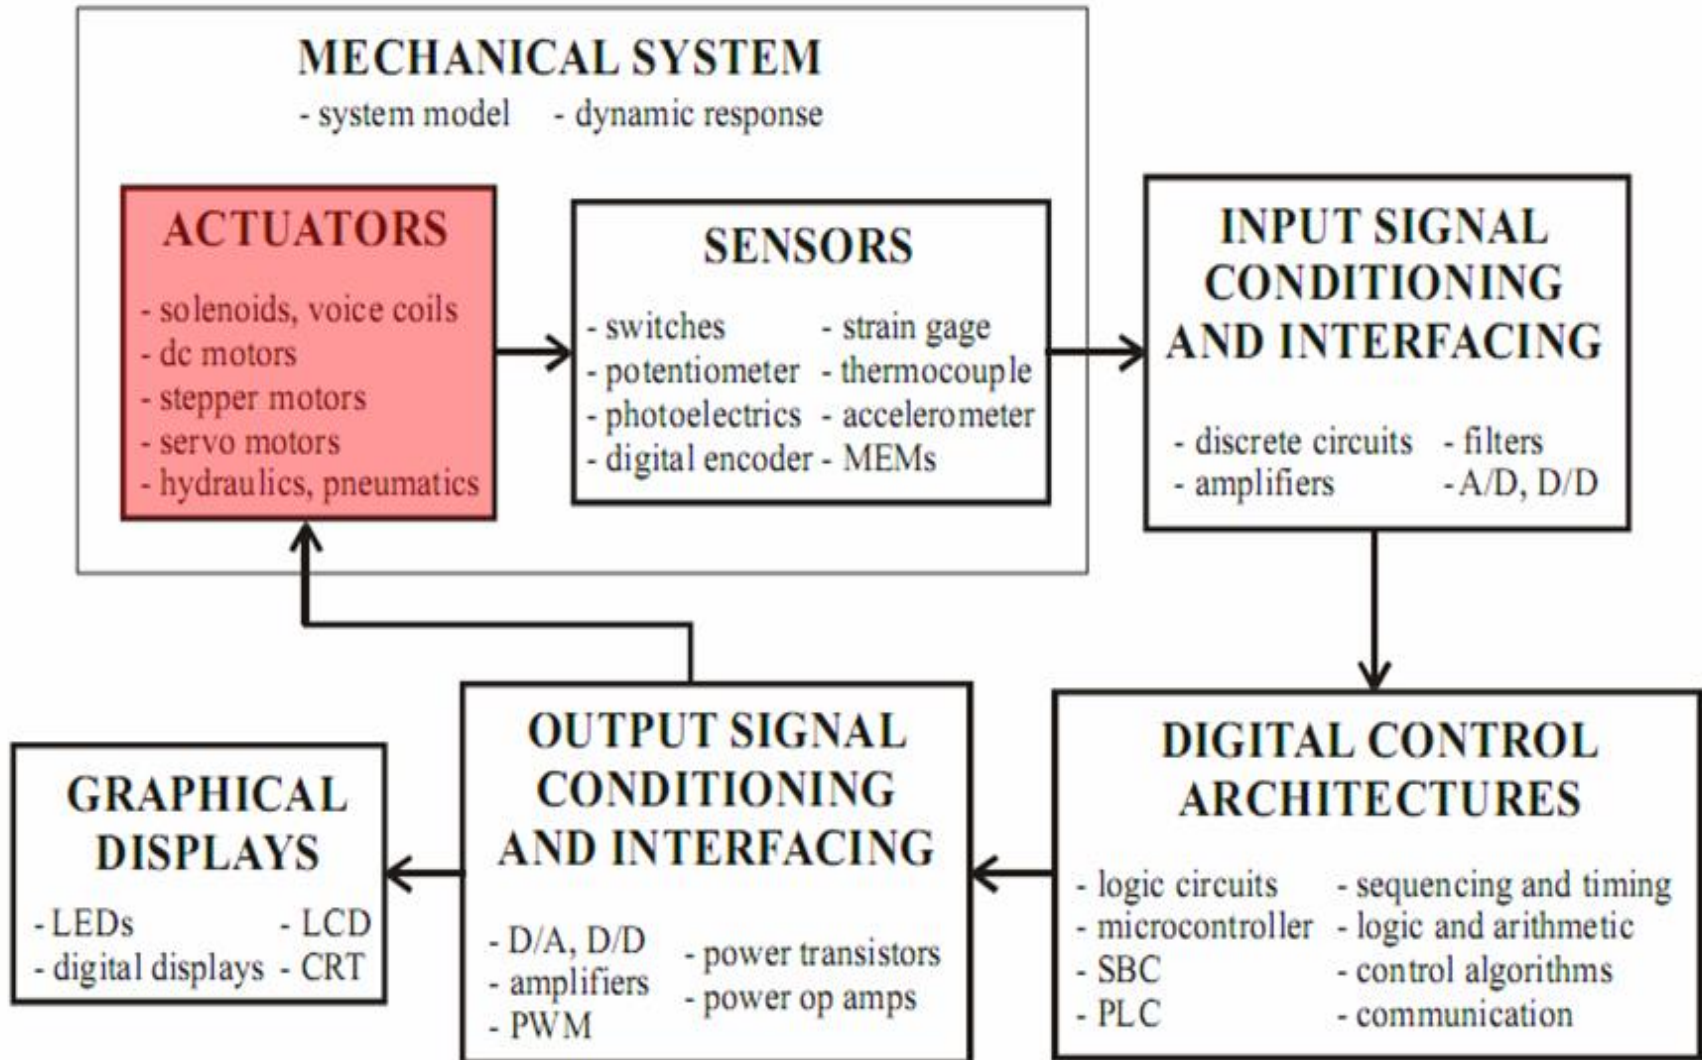 MECHANICAL SYSTEM
- system model - dynamic response
ACTUATORS
- solenoids, voice coils
- dc motors
- stepper motors
- servo motors
- hydraulics, pneumatics
SENSORS
- switches - strain gage
- potentiometer - thermocouple
- photoelectrics - accelerometer
- digital encoder - MEMs
INPUT SIGNAL
CONDITIONING
AND INTERFACING
- discrete circuits - filters
- amplifiers - A/D, D/D
GRAPHICAL
DISPLAYS
- LEDs - LCD
- digital displays - CRT
OUTPUT SIGNAL
CONDITIONING
AND INTERFACING
- D/A, D/D - power transistors
- amplifiers - power op amps
- PWM
DIGITAL CONTROL
ARCHITECTURES
- logic circuits - sequencing and timing
- microcontroller - logic and arithmetic
- SBC - control algorithms
- PLC - communication